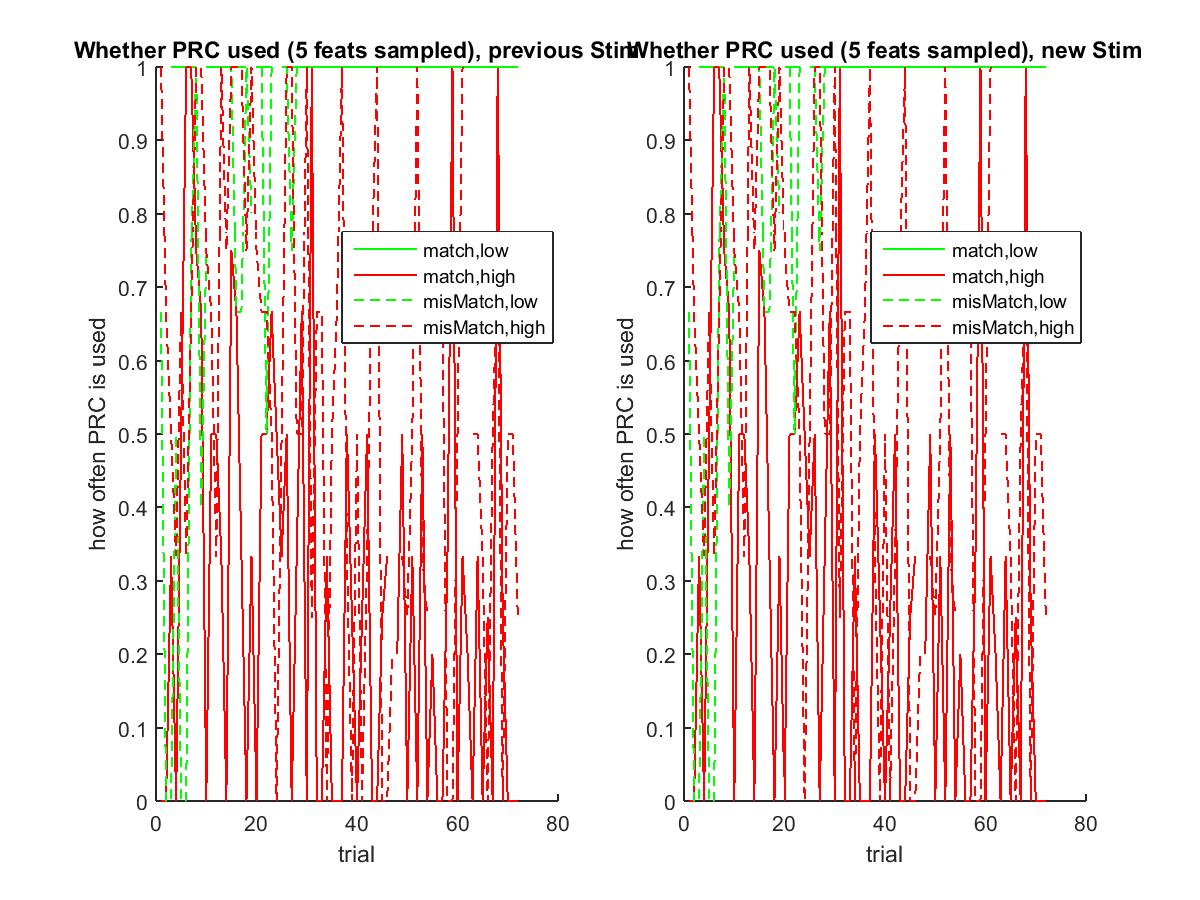 Whether PRC used (5 feats sampled), previous Stim
Whether PRC used (5 feats sampled), new Stim
how often PRC is used
1
0.9
0.8
0.7
0.6
0.5
0.4
0.3
0.2
0.1
0
match,low
match,high
misMatch,low
misMatch,high
0 20 40 60 80
trial
how often PRC is used
1
0.9
0.8
0.7
0.6
0.5
0.4
0.3
0.2
0.1
0
match,low
match,high
misMatch,low
misMatch,high
0 20 40 60 80
trial